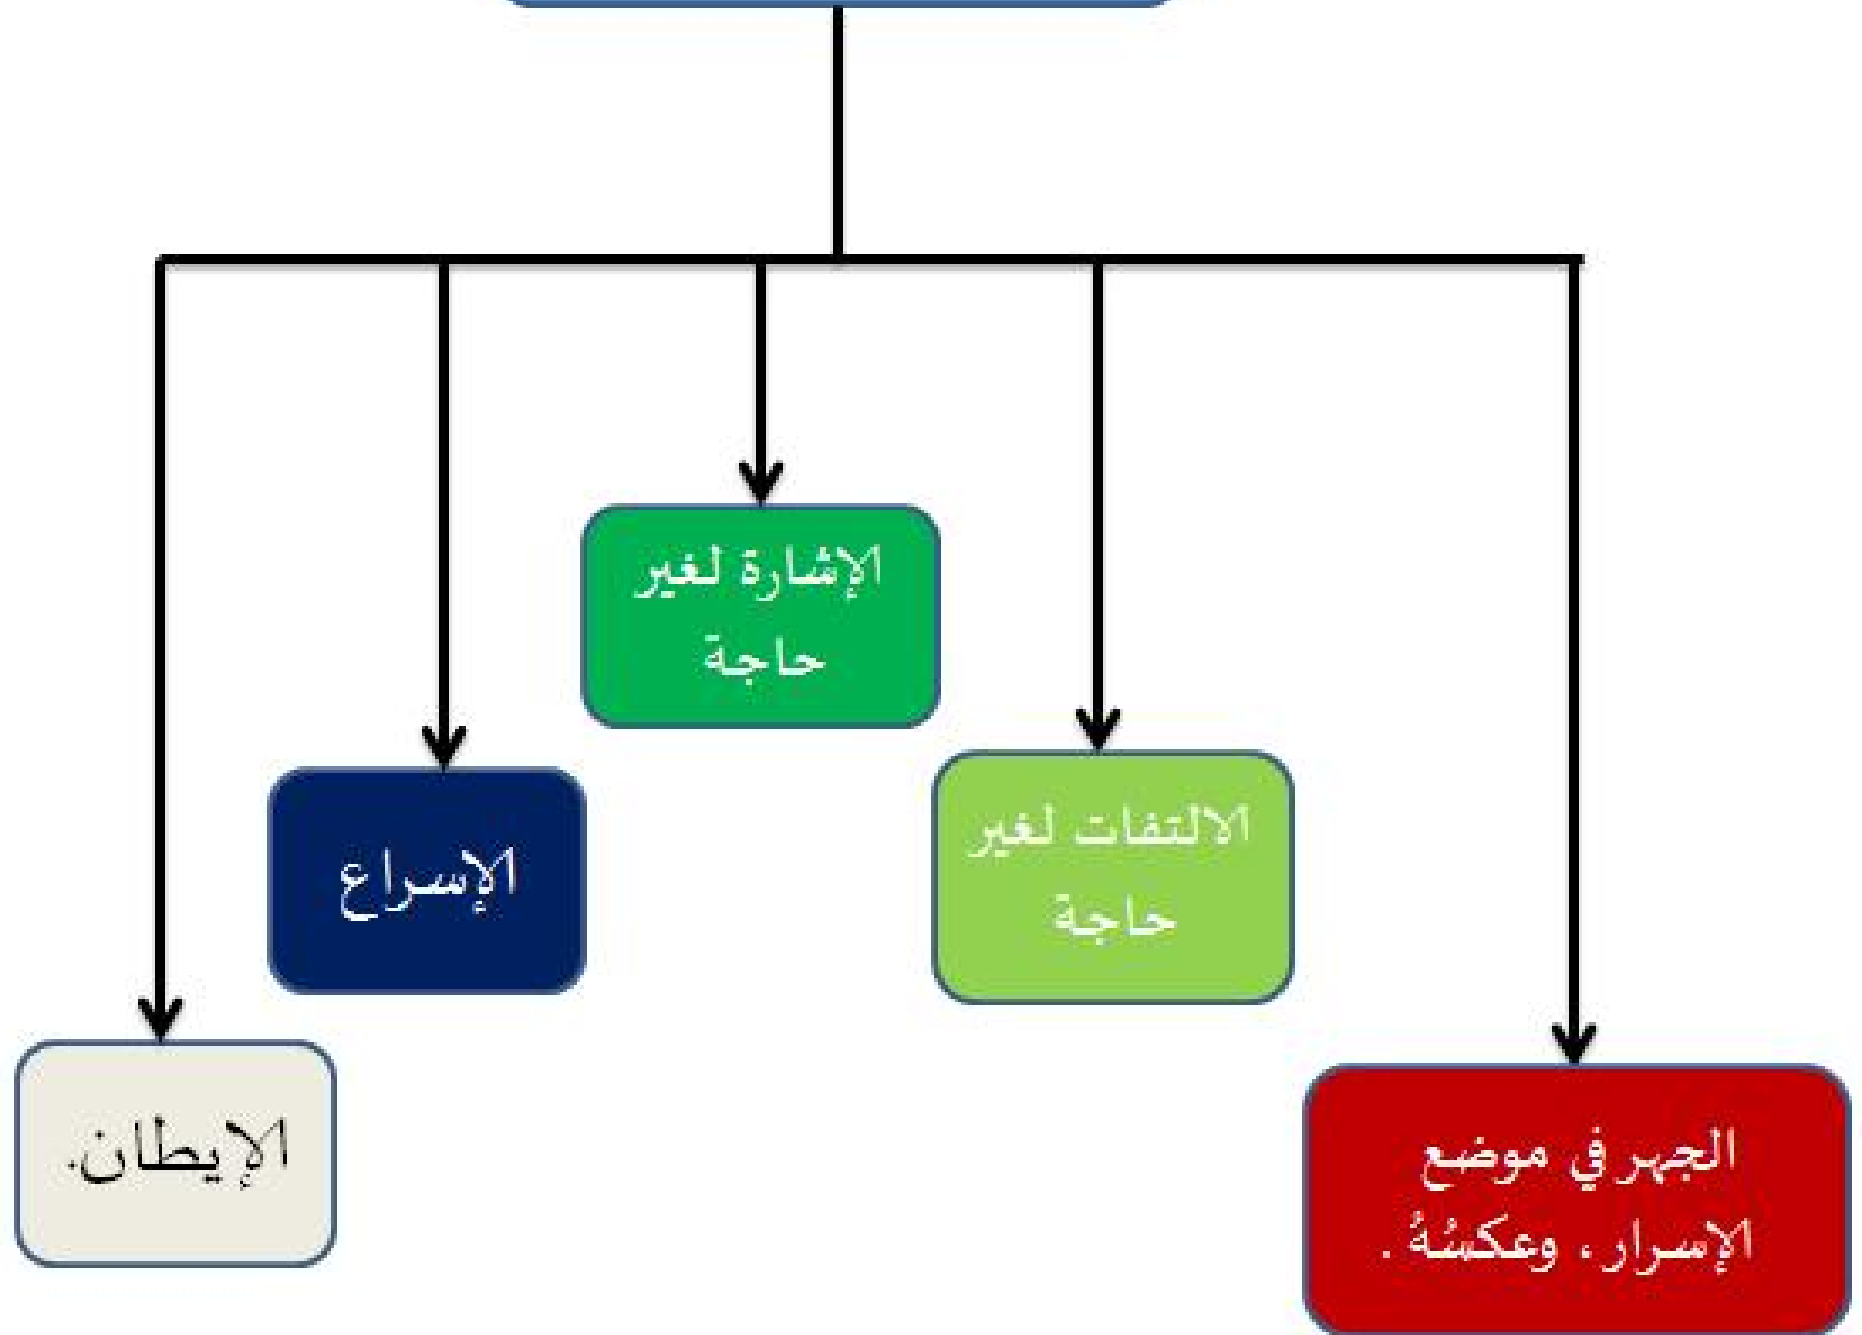 الإشارة لغير
حاجة
الالتفات لغير
حاجة
الإسراع
الجهر في موضع
الإسرار، وعكسُهُ .
الإيطان.